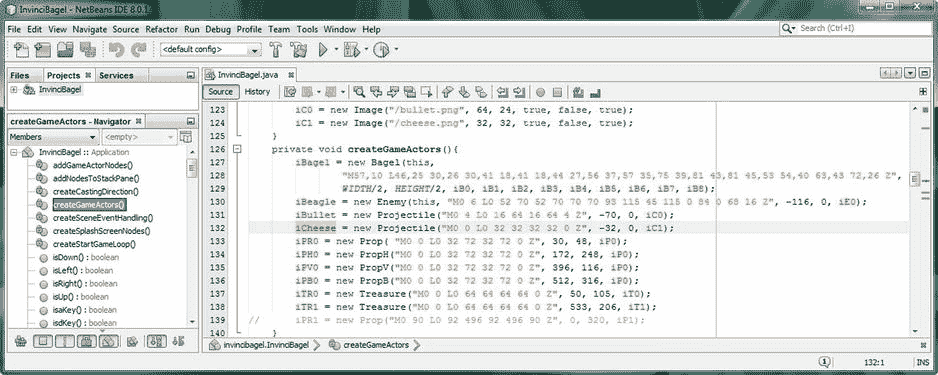 InvinciBagel - NetBeans IDE 8.0.1
File Edit View Navigate Source Refactor Run Debug Profile Team Tools Window Help
Search (Ctrl+I)
<default config>
Files Projects Services
InvinciBagel
createGameActors - Navigator
Members <empty>
InvinciBagel :: Application
addGameActorNodes()
addNodesToStackPane()
createCastingDirection()
createGameActors()
createSceneEventHandling()
createSplashScreenNodes()
createStartGameLoop()
isDown() : boolean
isLeft() : boolean
isRight() : boolean
isUp() : boolean
isaKey() : boolean
isdKey() : boolean
InvinciBagel.java
Source History
123 iC0 = new Image("/bullet.png", 64, 24, true, false, true);
124 iC1 = new Image("/cheese.png", 32, 32, true, false, true);
125 }
126 private void createGameActors(){
127 iBagel = new Bagel(this,
128 "M57,10 L46,25 30,26 30,41 18,41 18,44 27,56 37,57 35,75 39,81 43,81 45,53 54,40 63,43 72,26 Z",
129 WIDTH/2, HEIGHT/2, iB0, iB1, iB2, iB3, iB4, iB5, iB6, iB7, iB8);
130 iBeagle = new Enemy(this, "M0 6 L0 52 70 52 70 70 70 93 115 45 115 0 84 0 68 16 Z", -116, 0, iE0);
131 iBullet = new Projectile("M0 4 L0 16 64 16 64 4 Z", -70, 0, iC0);
132 iCheese = new Projectile("M0 0 L0 32 32 32 32 0 Z", -32, 0, iC1);
133 iPR0 = new Prop( "M0 0 L0 32 72 32 72 0 Z", 30, 48, iP0);
134 iPH0 = new PropH("M0 0 L0 32 72 32 72 0 Z", 172, 248, iP0);
135 iPV0 = new PropV("M0 0 L0 32 72 32 72 0 Z", 396, 116, iP0);
136 iPB0 = new PropB("M0 0 L0 32 72 32 72 0 Z", 512, 316, iP0);
137 iTR0 = new Treasure("M0 0 L0 64 64 64 64 0 Z", 50, 105, iT0);
138 iTR1 = new Treasure("M0 0 L0 64 64 64 64 0 Z", 533, 206, iT1);
139 // iPR1 = new Prop("M0 90 L0 92 496 92 496 90 Z", 0, 320, iP1);
140 }
invincibagel.InvinciBagel createGameActors
1 132:1 INS